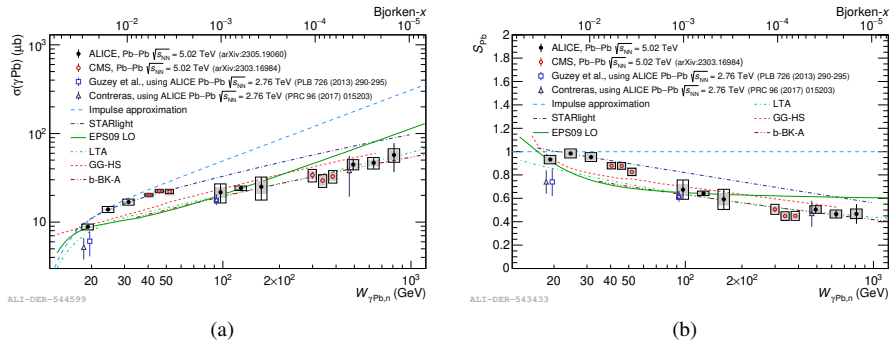 Bjorken-x
10⁻² 10⁻³ 10⁻⁴ 10⁻⁵
σ(γPb) (μb)
10³
10²
10
ALICE, Pb−Pb √sNN = 5.02 TeV (arXiv:2305.19060)
CMS, Pb−Pb √sNN = 5.02 TeV (arXiv:2303.16984)
Guzey et al., using ALICE Pb-Pb √sNN = 2.76 TeV (PLB 726 (2013) 290-295)
Contreras, using ALICE Pb-Pb √sNN = 2.76 TeV (PRC 96 (2017) 015203)
Impulse approximation
STARlight
EPS09 LO
LTA
GG-HS
b-BK-A
20 30 40 50 10² 2×10² 10³
WγPb,n (GeV)
ALI-DER-544599
(a)
Bjorken-x
10⁻² 10⁻³ 10⁻⁴ 10⁻⁵
SPb
2
1.8
1.6
1.4
1.2
1
0.8
0.6
0.4
0.2
0
ALICE, Pb−Pb √sNN = 5.02 TeV (arXiv:2305.19060)
CMS, Pb−Pb √sNN = 5.02 TeV (arXiv:2303.16984)
Guzey et al., using ALICE Pb-Pb √sNN = 2.76 TeV (PLB 726 (2013) 290-295)
Contreras, using ALICE Pb-Pb √sNN = 2.76 TeV (PRC 96 (2017) 015203)
Impulse approximation
STARlight
EPS09 LO
LTA
GG-HS
b-BK-A
20 30 40 50 10² 2×10² 10³
WγPb,n (GeV)
ALI-DER-543433
(b)